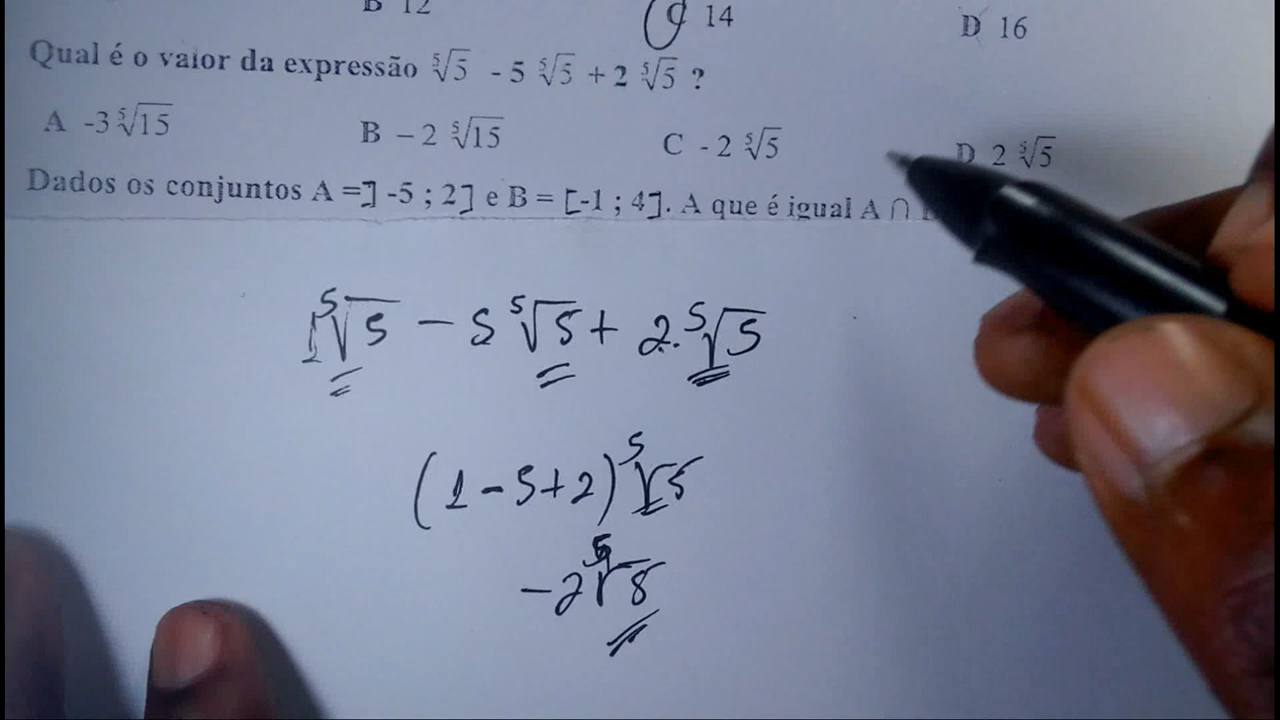 B 12 C 14 D 16
Qual é o valor da expressão ⁵√5 - 5 ⁵√5 + 2 ⁵√5 ?
A -3 ⁵√15 B – 2 ⁵√15 C - 2 ⁵√5 D 2 ⁵√5
Dados os conjuntos A =] -5 ; 2] e B = [-1 ; 4]. A que é igual A ∩
1 ⁵√5 – 5 ⁵√5 + 2. ⁵√5
(1 - 5 + 2) ⁵√5
-2 ⁵√8